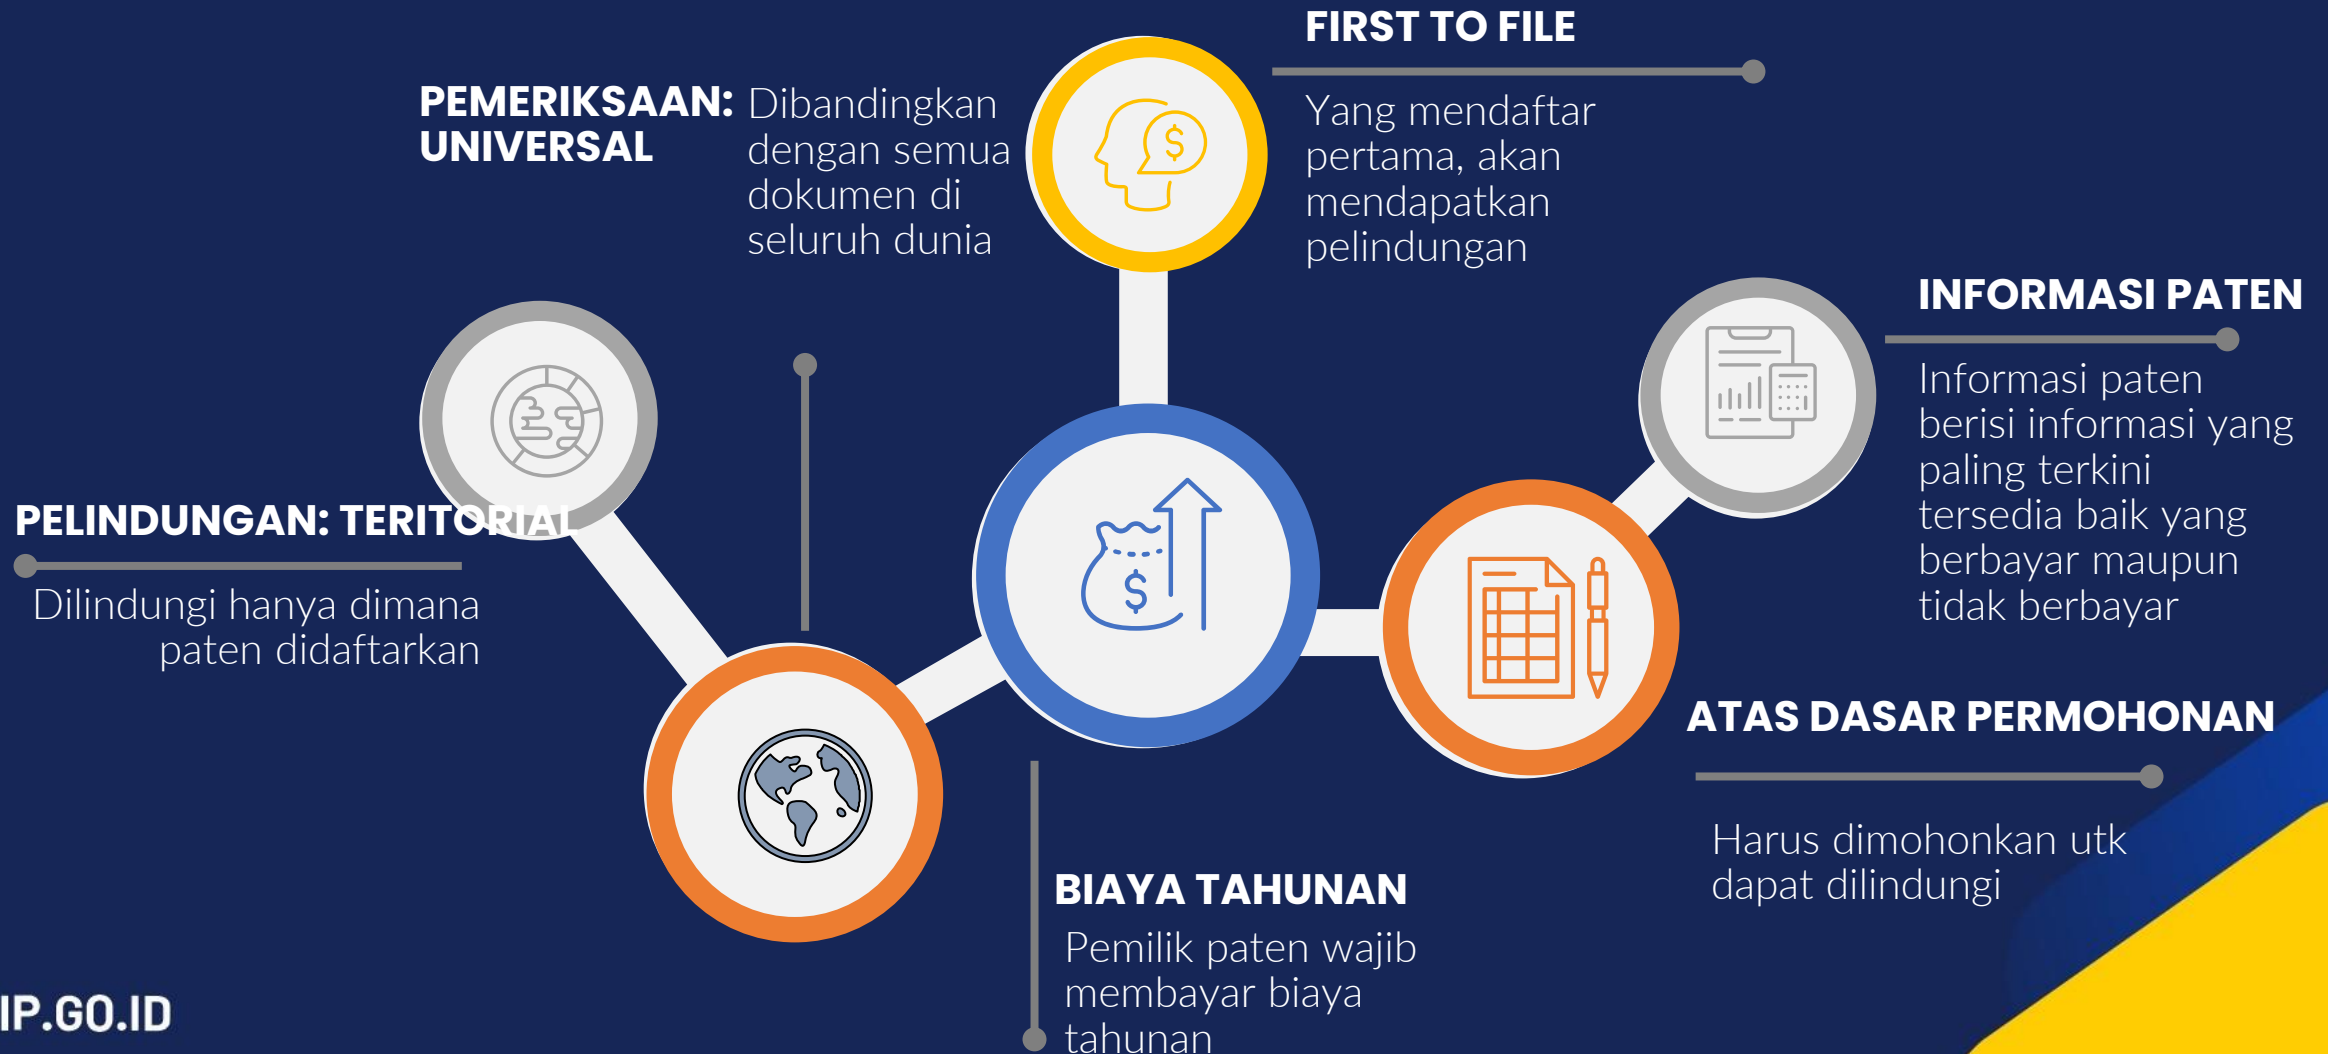 FIRST TO FILE
Yang mendaftar
pertama, akan
mendapatkan
pelindungan
PEMERIKSAAN:
UNIVERSAL
Dibandingkan
dengan semua
dokumen di
seluruh dunia
INFORMASI PATEN
Informasi paten
berisi informasi yang
paling terkini
tersedia baik yang
berbayar maupun
tidak berbayar
PELINDUNGAN: TERITORIAL
Dilindungi hanya dimana
paten didaftarkan
ATAS DASAR PERMOHONAN
Harus dimohonkan utk
dapat dilindungi
BIAYA TAHUNAN
Pemilik paten wajib
membayar biaya
tahunan
IP.GO.ID
$
$